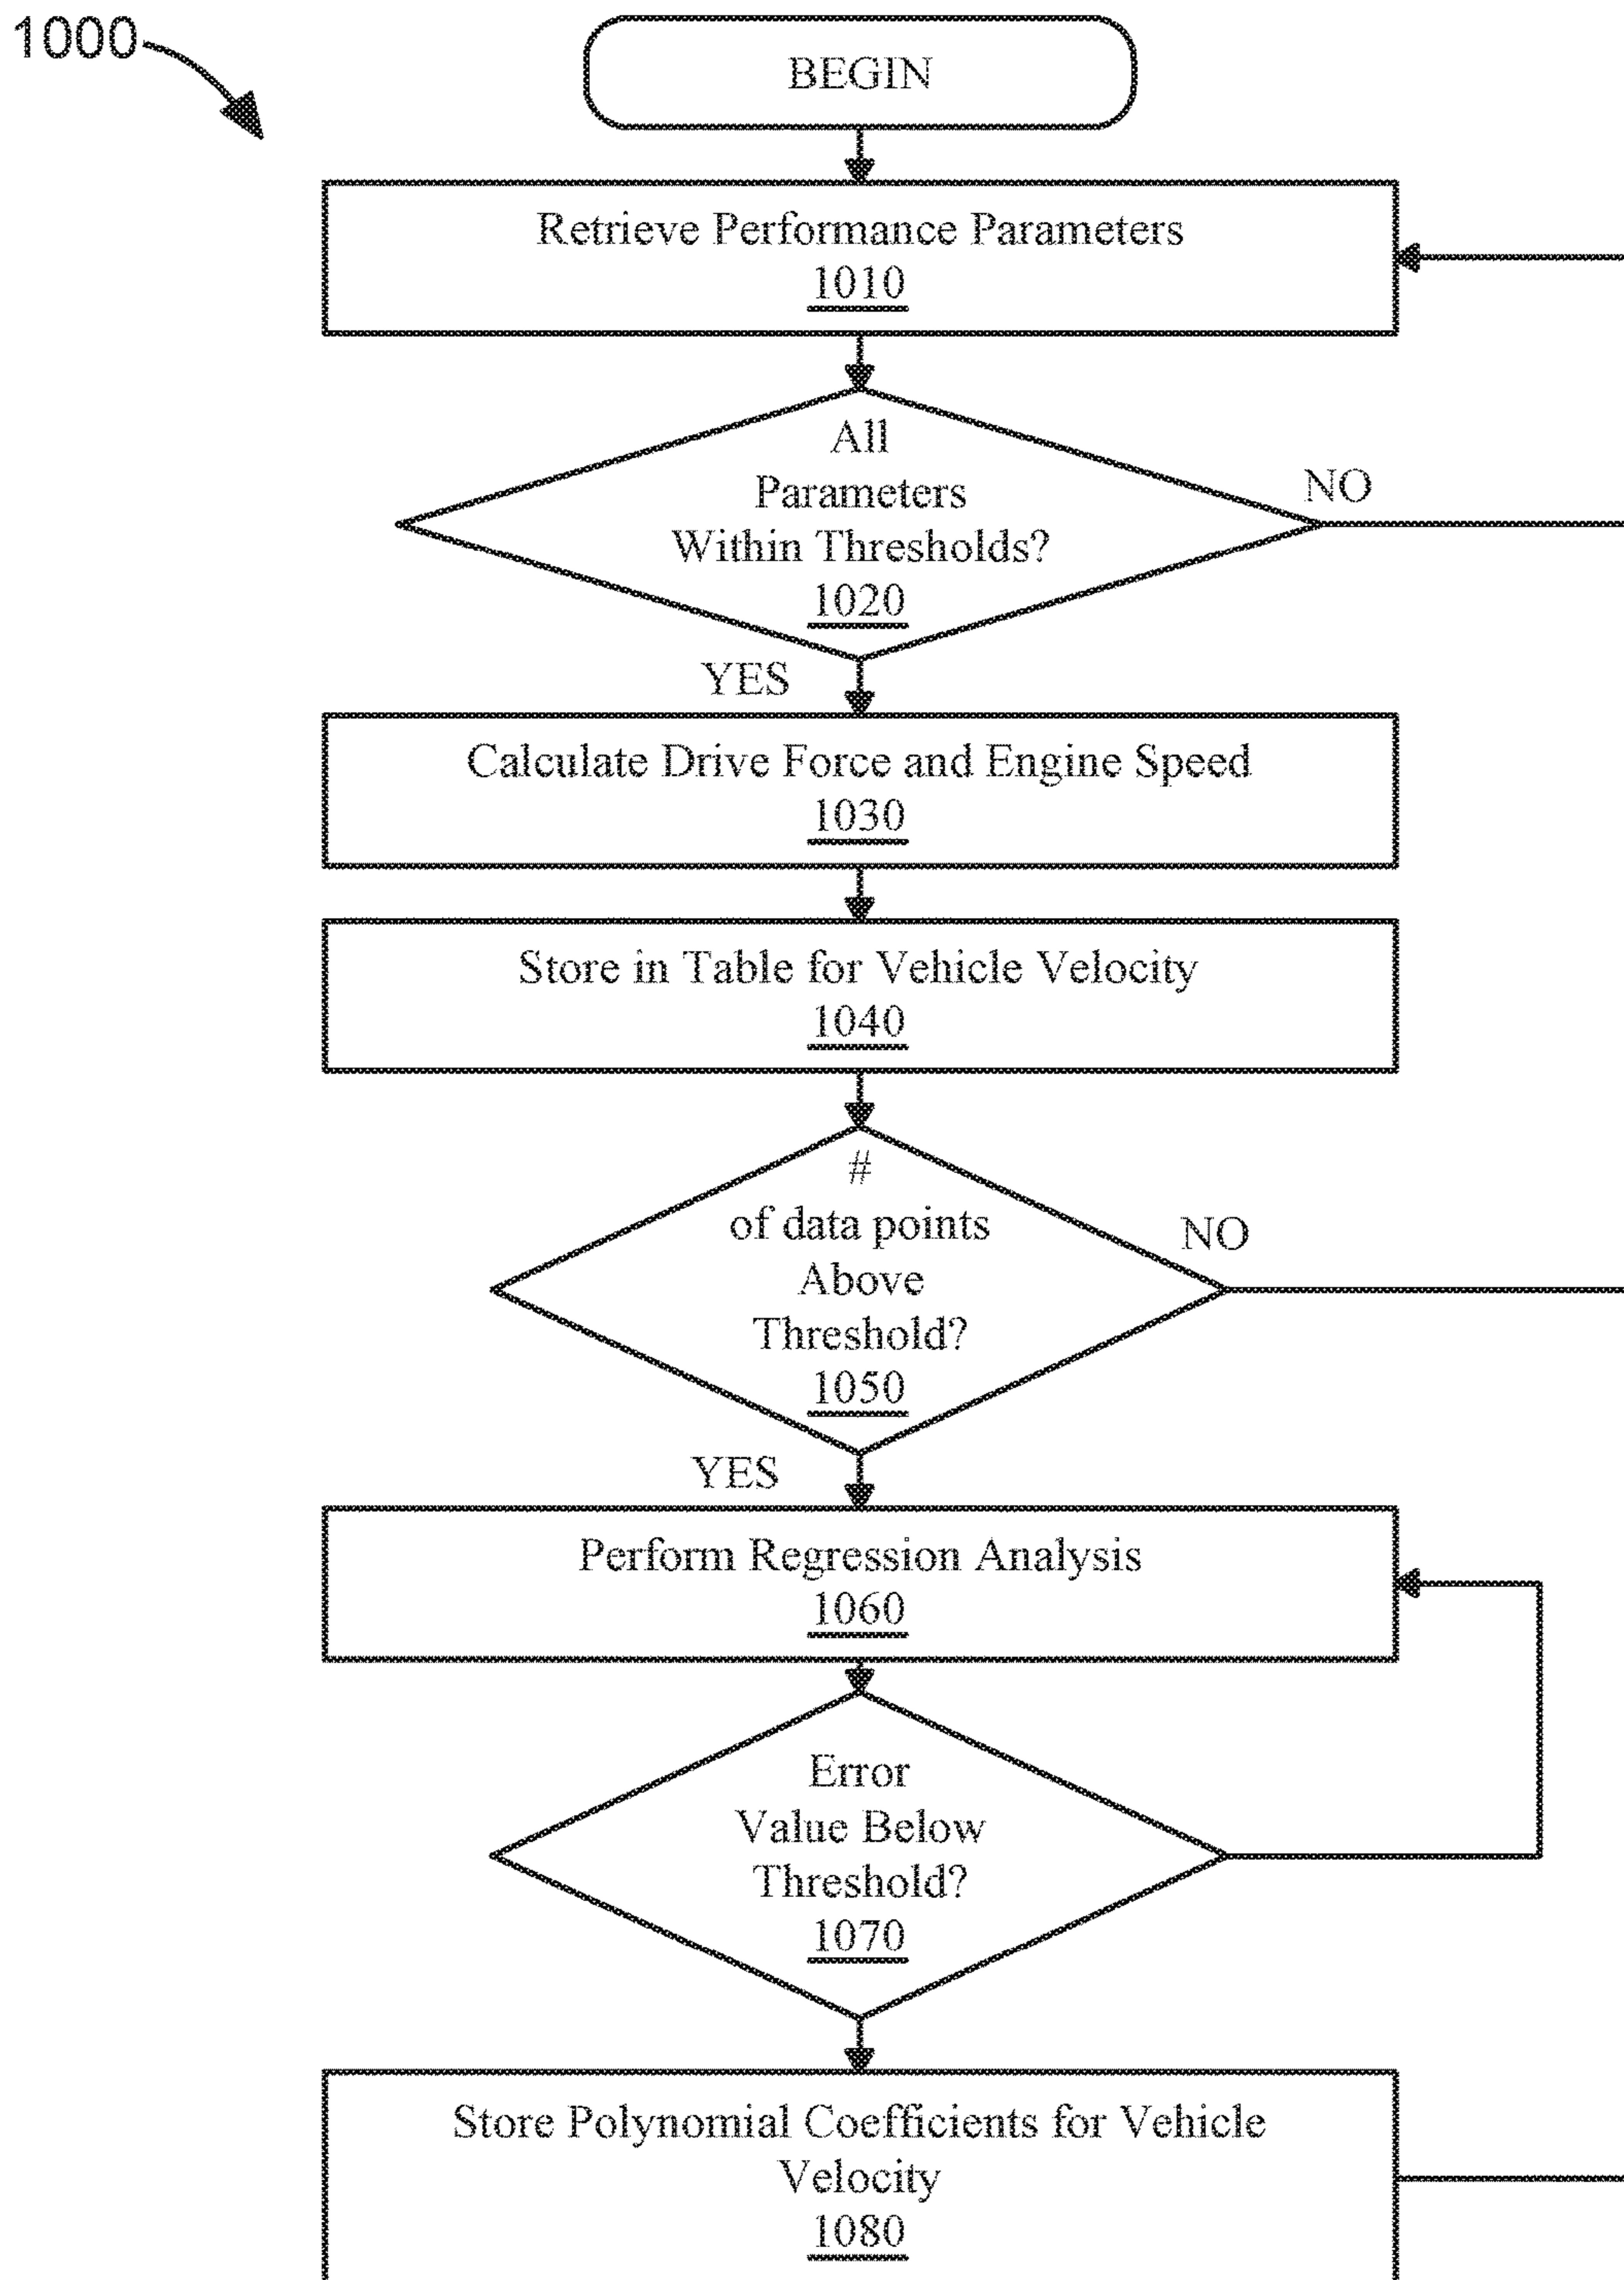 1000
BEGIN
Retrieve Performance Parameters
1010
All
Parameters
Within Thresholds?
1020
NO
YES
Calculate Drive Force and Engine Speed
1030
Store in Table for Vehicle Velocity
1040
#
of data points
Above
Threshold?
1050
NO
YES
Perform Regression Analysis
1060
Error
Value Below
Threshold?
1070
Store Polynomial Coefficients for Vehicle
Velocity
1080